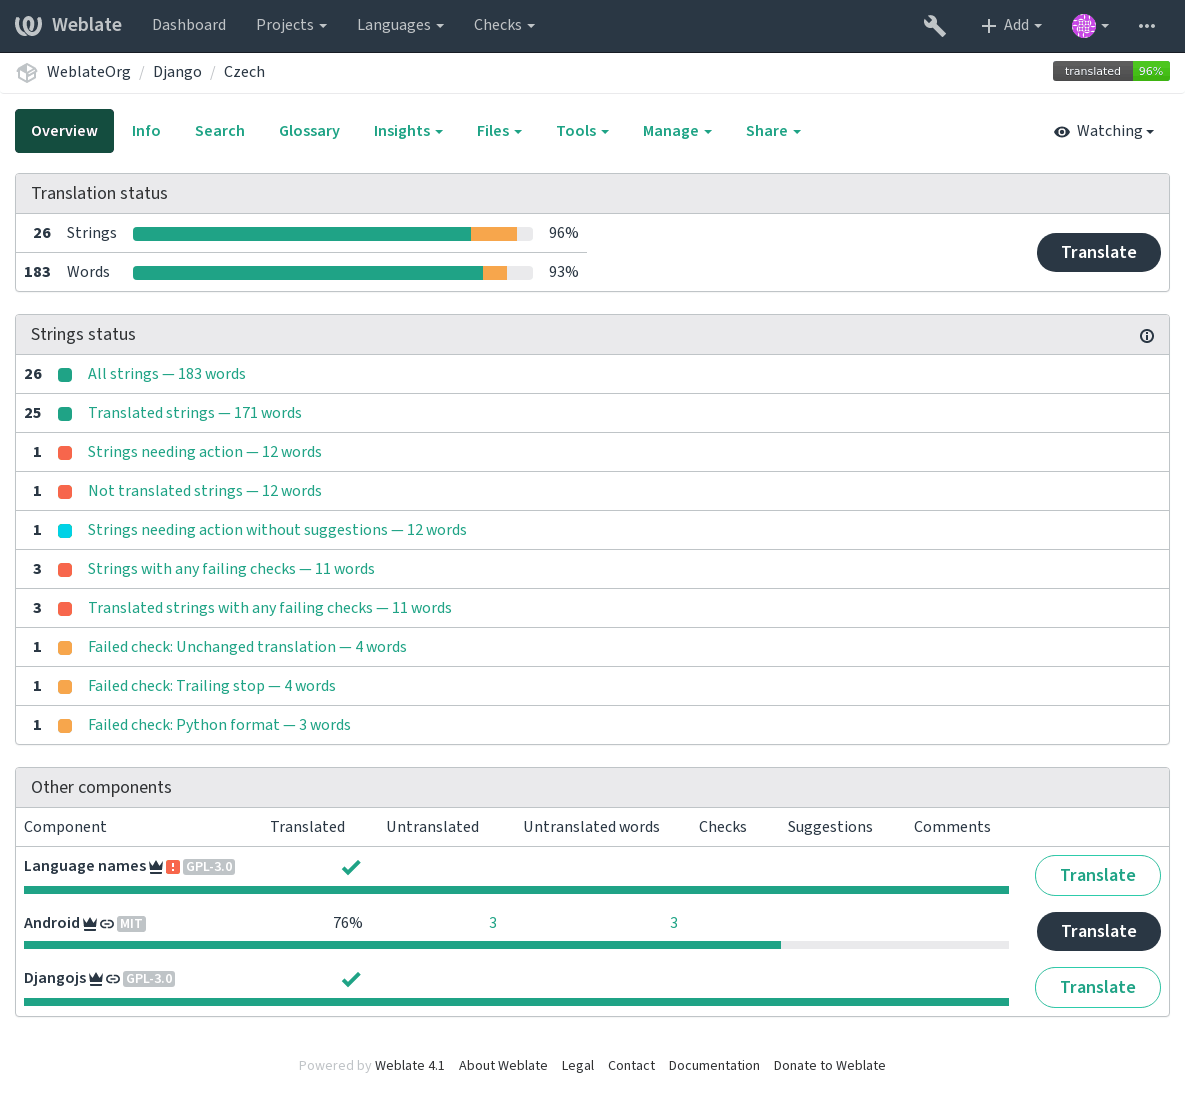 Weblate Dashboard Projects Languages Checks Add
WeblateOrg / Django / Czech translated 96%
Overview Info Search Glossary Insights Files Tools Manage Share Watching
Translation status
26 Strings 96%
Translate
183 Words 93%
Strings status
26 All strings — 183 words
25 Translated strings — 171 words
1 Strings needing action — 12 words
1 Not translated strings — 12 words
1 Strings needing action without suggestions — 12 words
3 Strings with any failing checks — 11 words
3 Translated strings with any failing checks — 11 words
1 Failed check: Unchanged translation — 4 words
1 Failed check: Trailing stop — 4 words
1 Failed check: Python format — 3 words
Other components
Component Translated Untranslated Untranslated words Checks Suggestions Comments
Language names GPL-3.0 Translate
Android MIT 76% 3 3 Translate
Djangojs GPL-3.0 Translate
Powered by Weblate 4.1 About Weblate Legal Contact Documentation Donate to Weblate